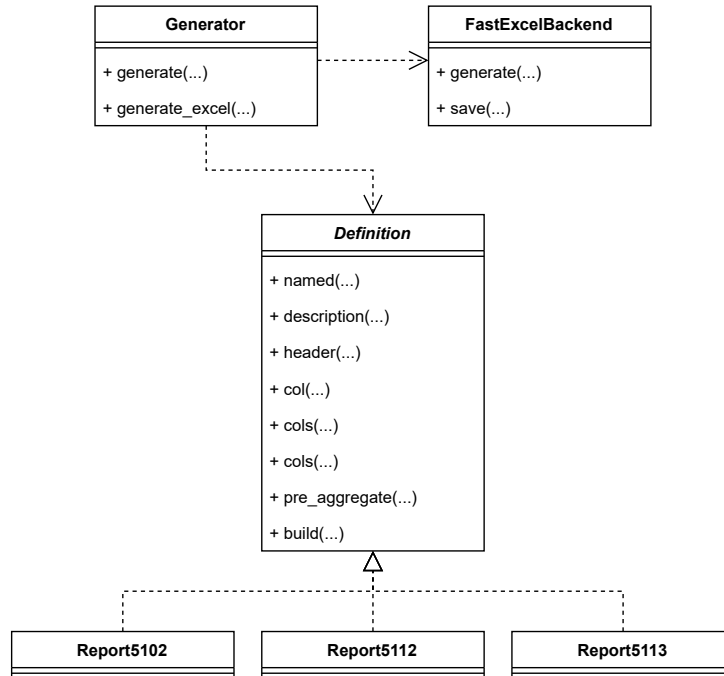 Generator
+ generate(...)
+ generate_excel(...)
FastExcelBackend
+ generate(...)
+ save(...)
Definition
+ named(...)
+ description(...)
+ header(...)
+ col(...)
+ cols(...)
+ cols(...)
+ pre_aggregate(...)
+ build(...)
Report5102
Report5112
Report5113